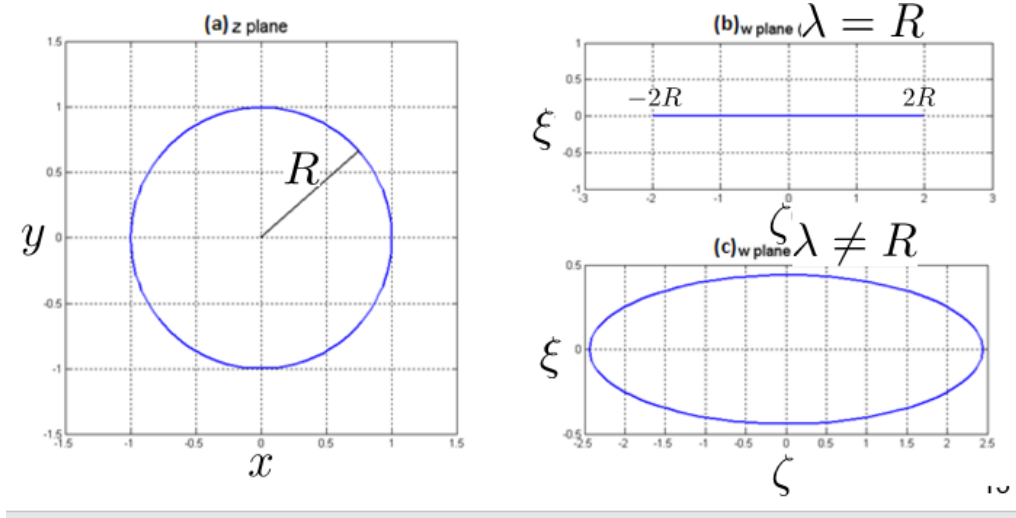 (a) z plane
1.5
1
0.5
0
-0.5
-1
-1.5
y
R
-1.5 -1 -0.5 0 0.5 1 1.5
x
(b) w plane ( λ = R
1
0.5
0
-0.5
-1
ξ
−2R 2R
-3 -2 -1 0 1 2 3
ζ
(c) w plane λ ≠ R
0.5
0
-0.5
ξ
-2.5 -2 -1.5 -1 -0.5 0 0.5 1 1.5 2 2.5
ζ